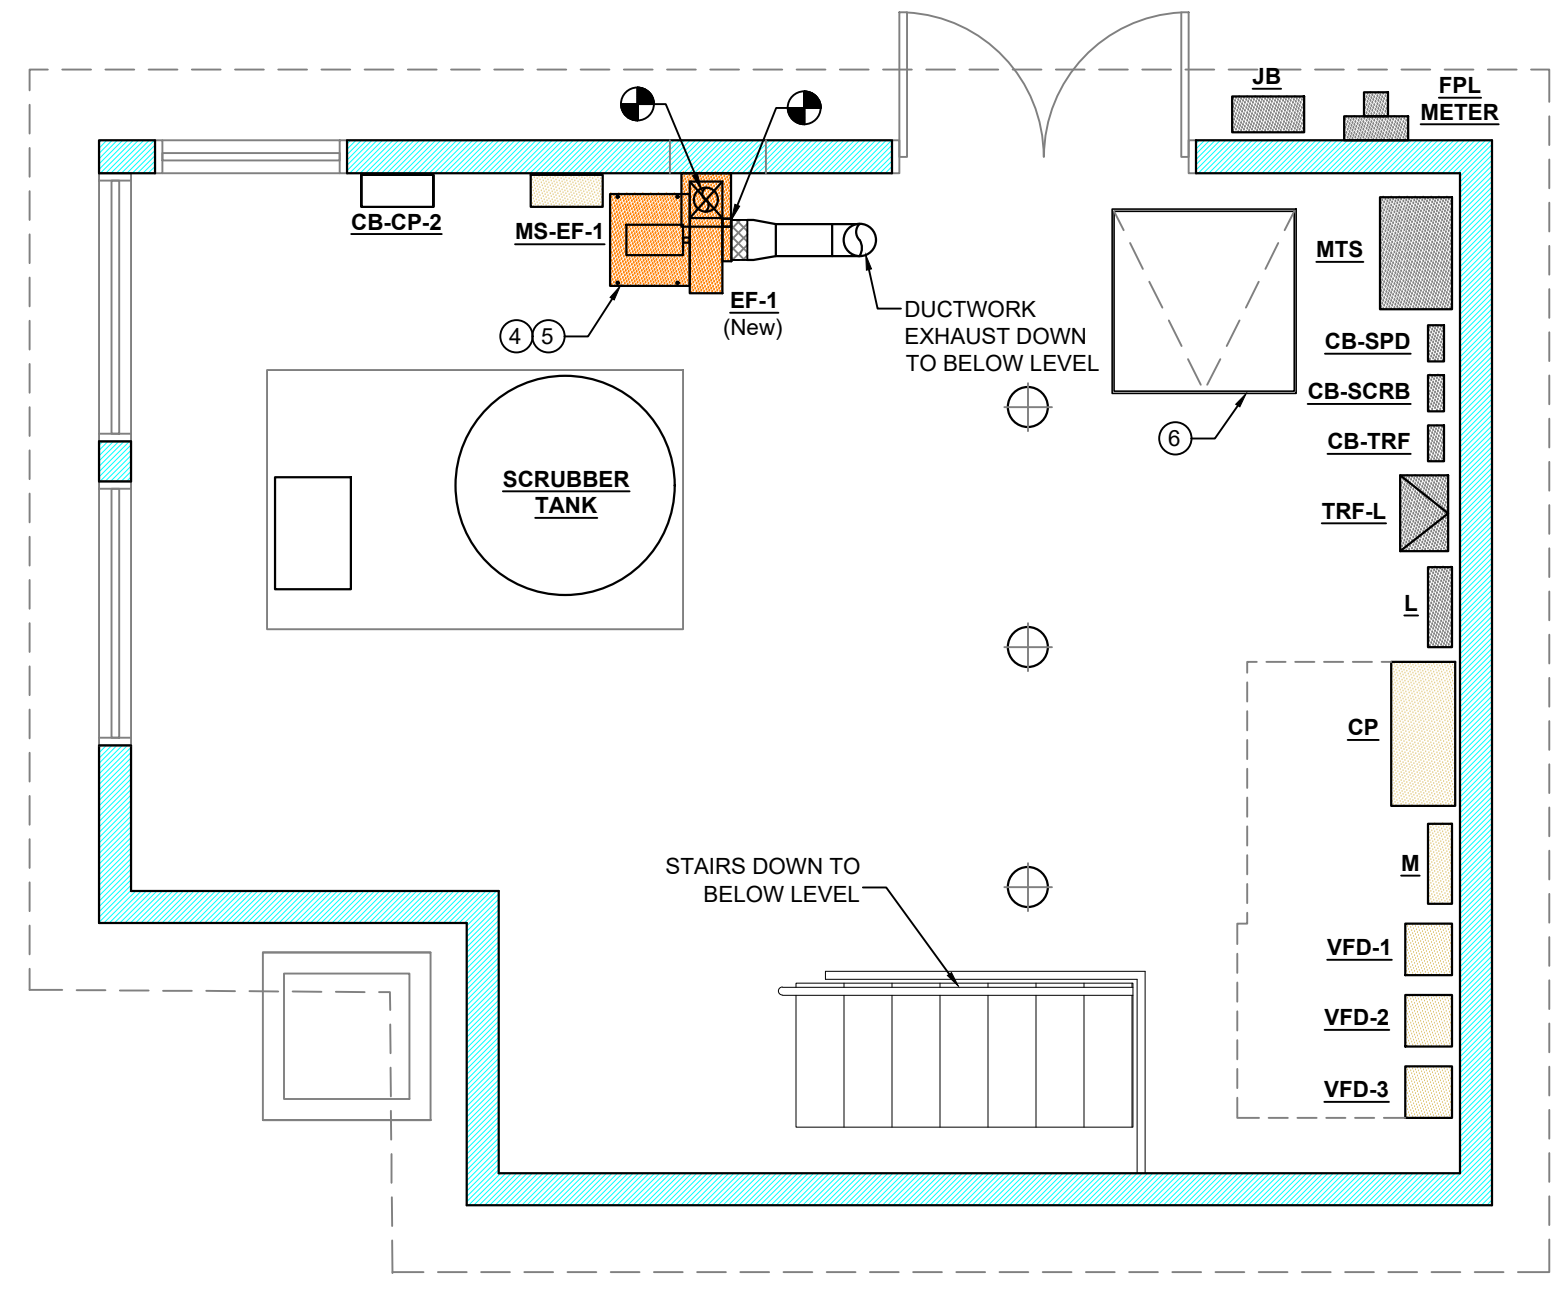 JB
FPL
METER
CB-CP-2
MS-EF-1
EF-1
(New)
4 5
DUCTWORK
EXHAUST DOWN
TO BELOW LEVEL
6
MTS
CB-SPD
CB-SCRB
CB-TRF
TRF-L
L
SCRUBBER
TANK
CP
STAIRS DOWN TO
BELOW LEVEL
M
VFD-1
VFD-2
VFD-3